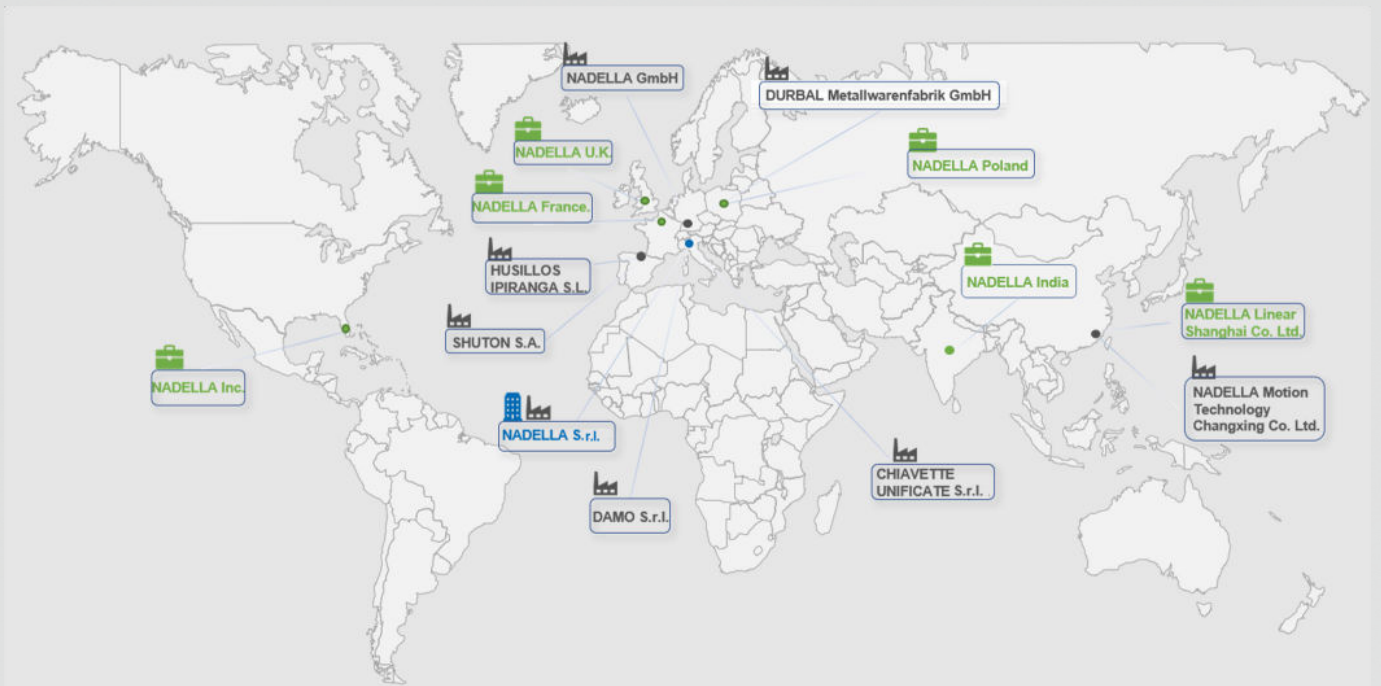 NADELLA GmbH
DURBAL Metallwarenfabrik GmbH
NADELLA U.K.
NADELLA Poland
NADELLA France.
HUSILLOS
IPIRANGA S.L.
NADELLA India
NADELLA Linear
Shanghai Co. Ltd.
SHUTON S.A.
NADELLA Inc.
NADELLA Motion
Technology
Changxing Co. Ltd.
NADELLA S.r.l.
CHIAVETTE
UNIFICATE S.r.l.
DAMO S.r.l.